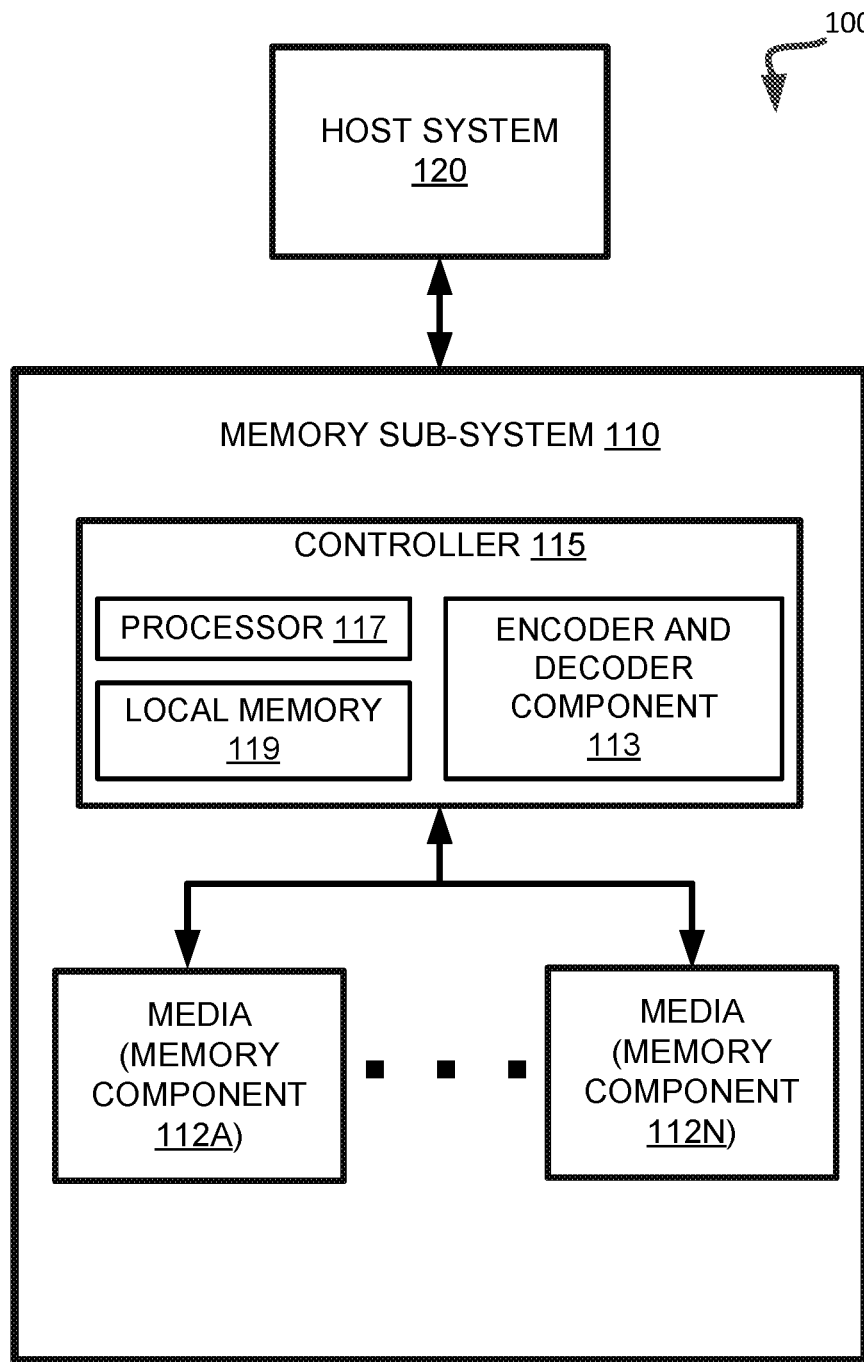 100
HOST SYSTEM
120
MEMORY SUB-SYSTEM 110
CONTROLLER 115
PROCESSOR 117
LOCAL MEMORY
119
ENCODER AND
DECODER
COMPONENT
113
MEDIA
(MEMORY
COMPONENT
112A)
MEDIA
(MEMORY
COMPONENT
112N)